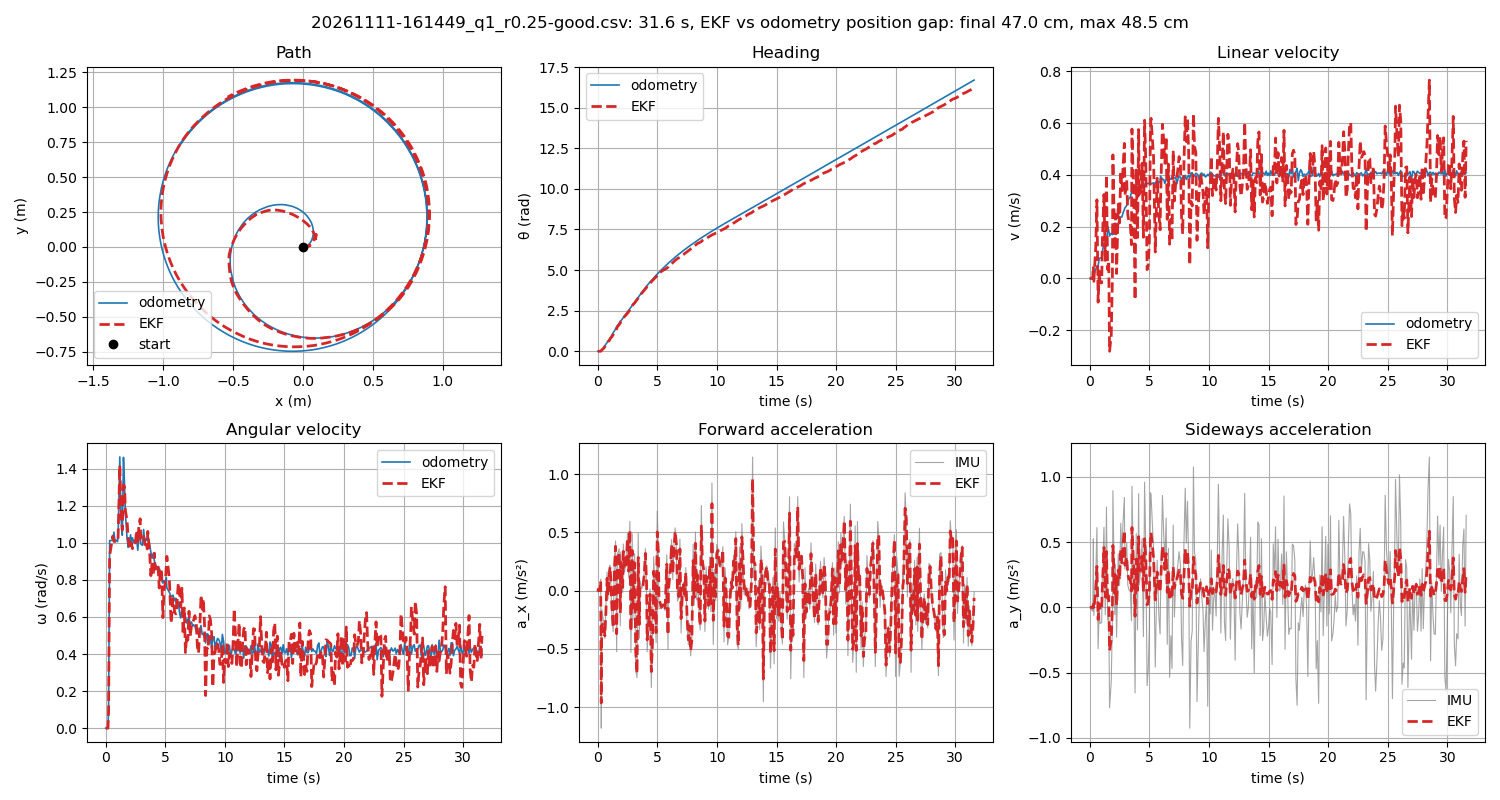 20261111-161449_q1_r0.25-good.csv: 31.6 s, EKF vs odometry position gap: final 47.0 cm, max 48.5 cm
Path
1.25
1.00
0.75
0.50
0.25
0.00
−0.25
−0.50
−0.75
y (m)
odometry
EKF
start
−1.5
−1.0
−0.5
0.0
0.5
1.0
x (m)
Heading
17.5
15.0
12.5
10.0
7.5
5.0
2.5
0.0
θ (rad)
odometry
EKF
0
5
10
15
20
25
30
time (s)
Linear velocity
0.8
0.6
0.4
0.2
0.0
−0.2
v (m/s)
odometry
EKF
0
5
10
15
20
25
30
time (s)
Angular velocity
1.4
1.2
1.0
0.8
0.6
0.4
0.2
0.0
ω (rad/s)
odometry
EKF
0
5
10
15
20
25
30
time (s)
Forward acceleration
1.0
0.5
0.0
−0.5
−1.0
a_x (m/s²)
IMU
EKF
0
5
10
15
20
25
30
time (s)
Sideways acceleration
1.0
0.5
0.0
−0.5
−1.0
a_y (m/s²)
IMU
EKF
0
5
10
15
20
25
30
time (s)